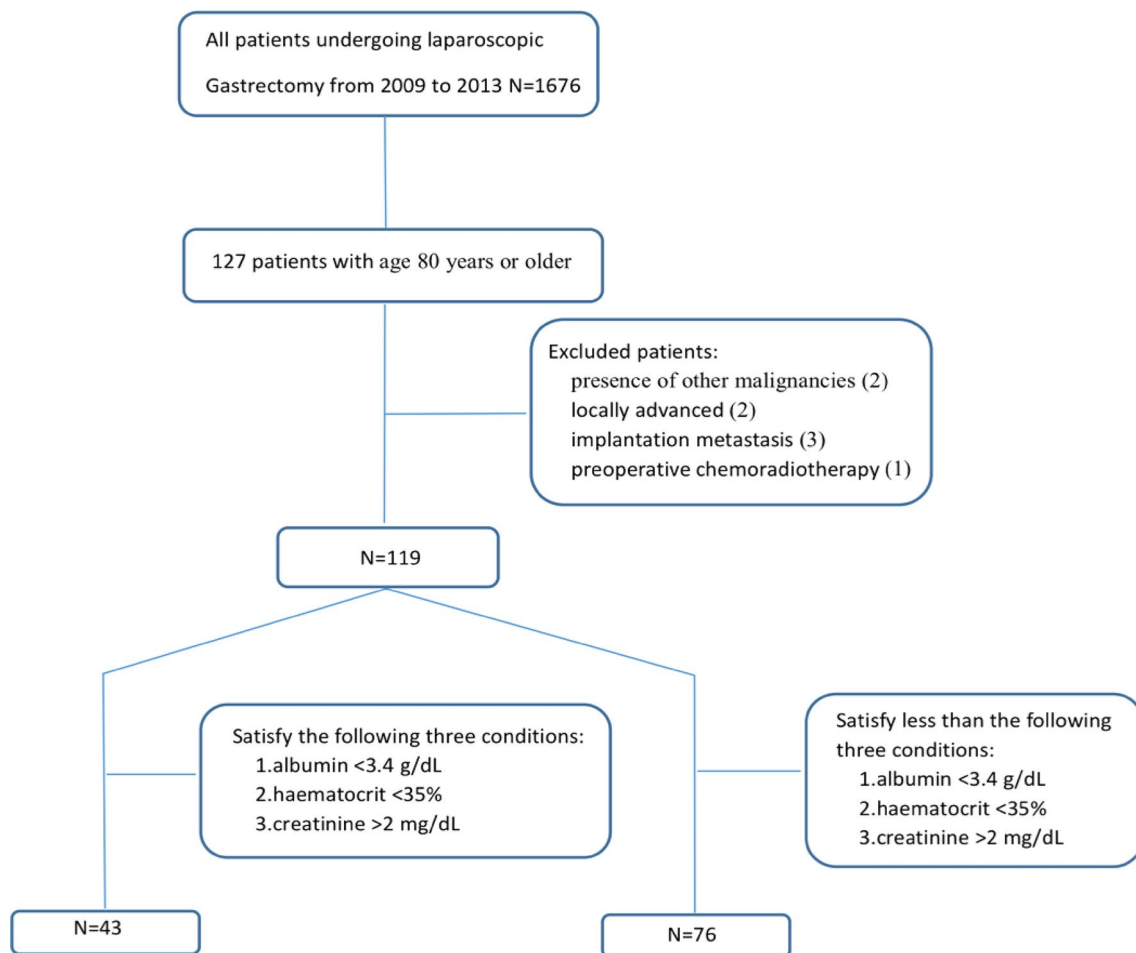 All patients undergoing laparoscopic
Gastrectomy from 2009 to 2013 N=1676
127 patients with age 80 years or older
Excluded patients:
presence of other malignancies (2)
locally advanced (2)
implantation metastasis (3)
preoperative chemoradiotherapy (1)
N=119
Satisfy the following three conditions:
1.albumin <3.4 g/dL
2.haematocrit <35%
3.creatinine >2 mg/dL
Satisfy less than the following
three conditions:
1.albumin <3.4 g/dL
2.haematocrit <35%
3.creatinine >2 mg/dL
N=43
N=76